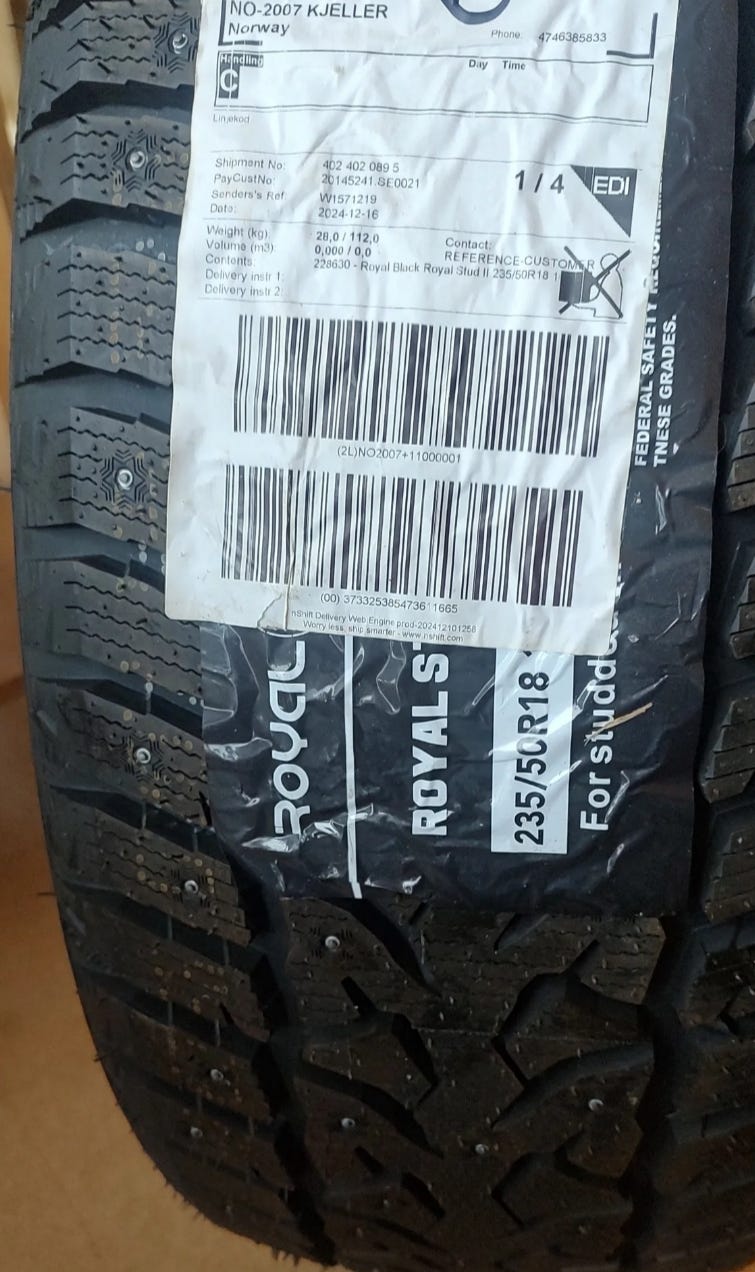 NO-2007 KJELLER
Norway
Phone: 4746385833
Handling
C
Day Time
Linjekod
Shipment No: 402 402 089 5
PayCustNo: 20145241.SE0021
Senders's Ref: W1571219
Date: 2024-12-16
1 / 4
EDI
Weight (kg): 28,0 / 112,0
Volume (m3): 0,000 / 0,0
Contact:
REFERENCE-CUSTOMER
Contents: 228630 - Royal Black Royal Stud II 235/50R18 1
Delivery instr 1:
Delivery instr 2:
(2L)NO2007+11000001
(00) 373325385473611665
nShift Delivery Web Engine prod-202412101258
Worry less, ship smarter - www.nshift.com
FEDERAL SAFETY
TNESE GRADES.
ROYAL
ROYAL ST
235/50R18
For studd